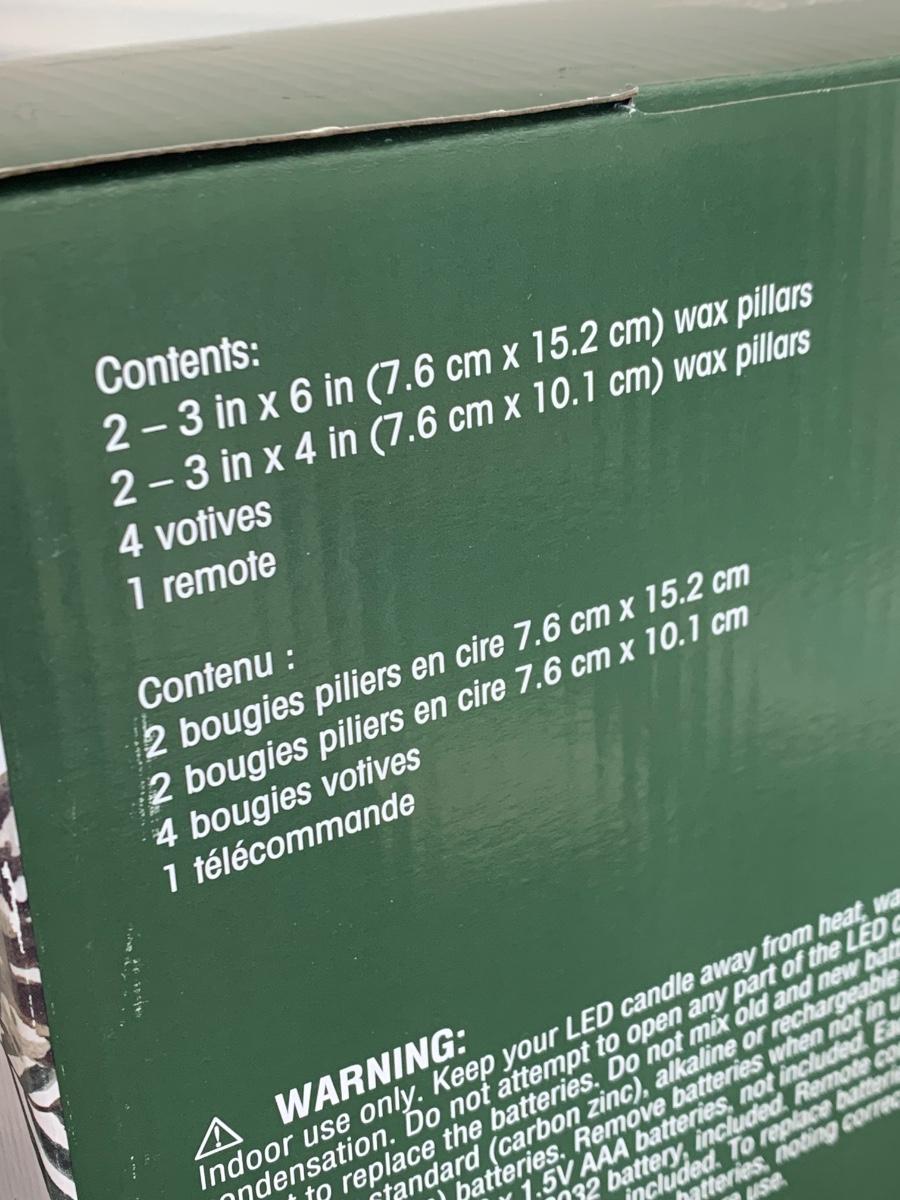 Contents:
2 – 3 in x 6 in (7.6 cm x 15.2 cm) wax pillars
2 – 3 in x 4 in (7.6 cm x 10.1 cm) wax pillars
4 votives
1 remote
Contenu :
2 bougies piliers en cire 7.6 cm x 15.2 cm
2 bougies piliers en cire 7.6 cm x 10.1 cm
4 bougies votives
1 télécommande
⚠ WARNING:
Indoor use only. Keep your LED candle away from heat,
Do not attempt to open any part of the LED
to replace the batteries. Do not mix old and new
standard (carbon zinc), alkaline or rechargeable
batteries. Remove batteries when not in
1.5V AAA batteries, not included.
battery, included. Remote
included. To replace
batteries, noting
use.